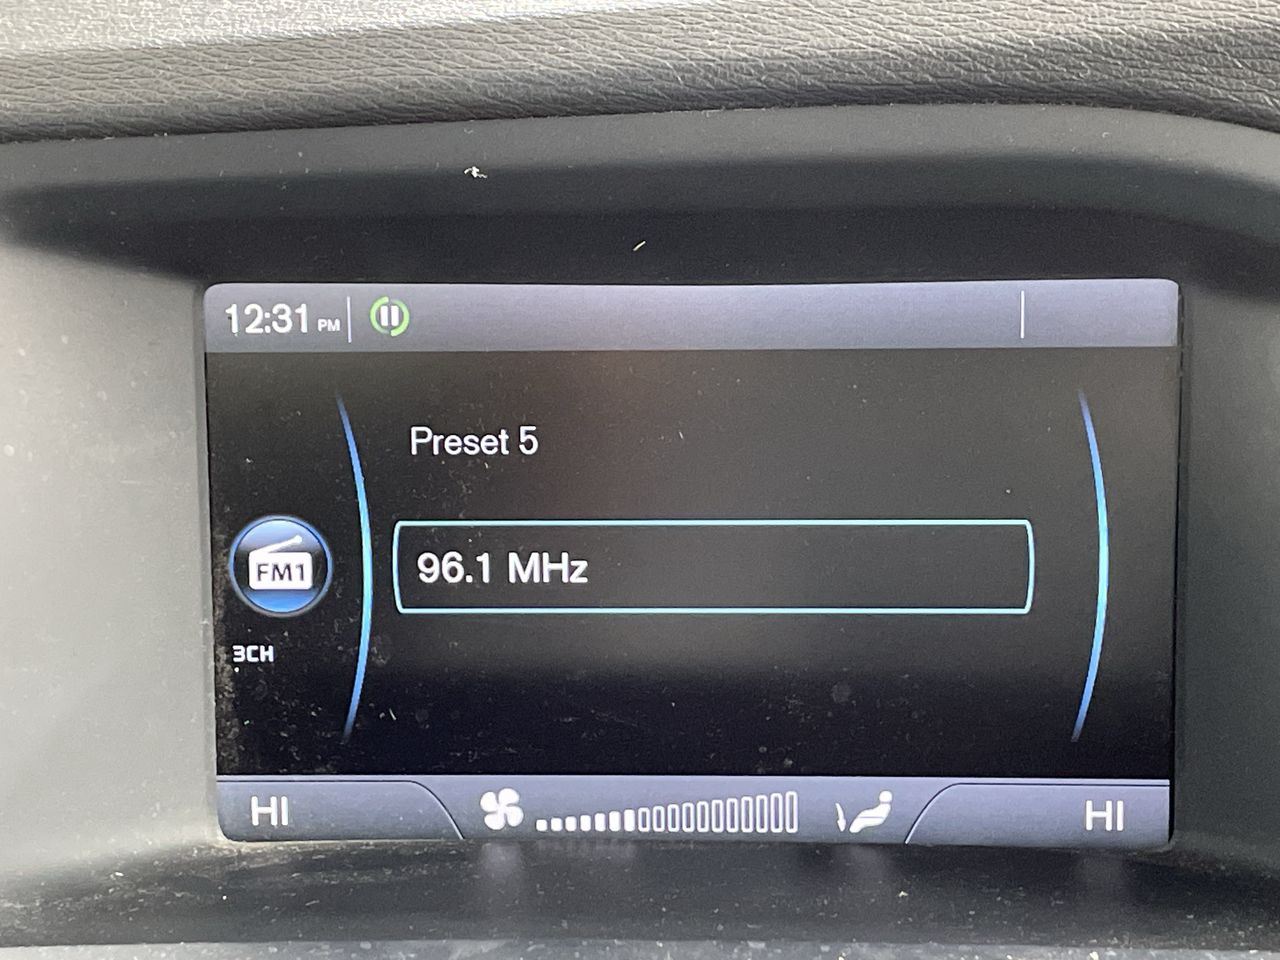 12:31 PM
Preset 5
96.1 MHz
FM1
3CH
HI
HI